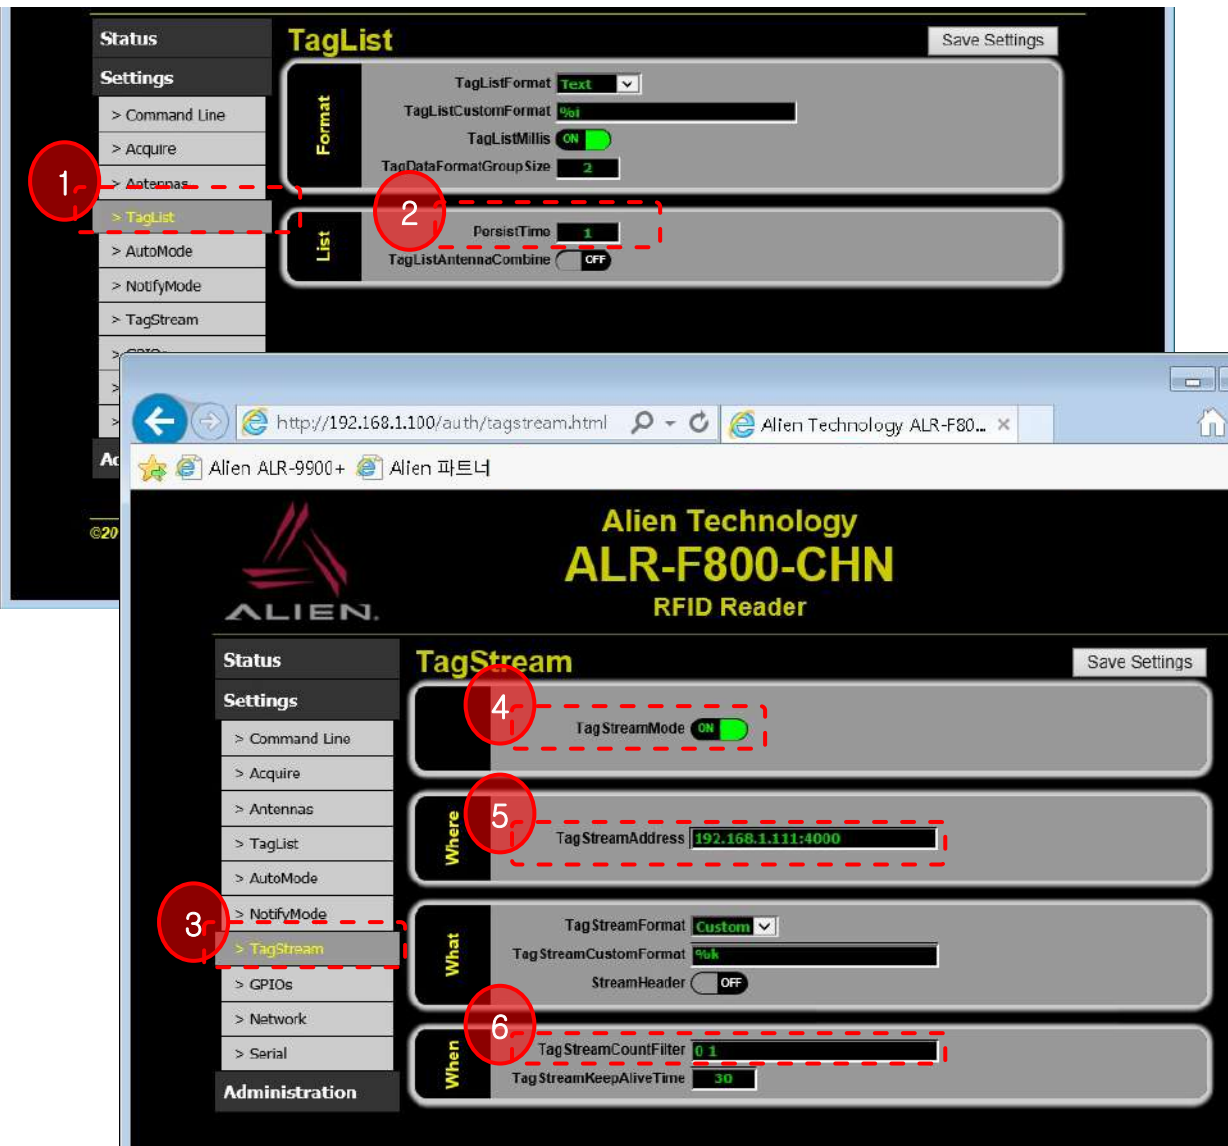 Status
Settings
> Command Line
> Acquire
> Antennas
> TagList
> AutoMode
> NotifyMode
> TagStream
> GPIOs
>
>
©20
TagList
Save Settings
Format
TagListFormat Text
TagListCustomFormat %i
TagListMillis ON
TagDataFormatGroupSize 2
List
PersistTime 1
TagListAntennaCombine OFF
1
2
http://192.168.1.100/auth/tagstream.html
Alien Technology ALR-F80... ×
Alien ALR-9900+
Alien 파트너
ALIEN.
Alien Technology
ALR-F800-CHN
RFID Reader
Status
Settings
> Command Line
> Acquire
> Antennas
> TagList
> AutoMode
> NotifyMode
> TagStream
> GPIOs
> Network
> Serial
Administration
3
TagStream
Save Settings
4
TagStreamMode ON
5
Where
TagStreamAddress 192.168.1.111:4000
What
TagStreamFormat Custom
TagStreamCustomFormat %k
StreamHeader OFF
6
When
TagStreamCountFilter 0 1
TagStreamKeepAliveTime 30